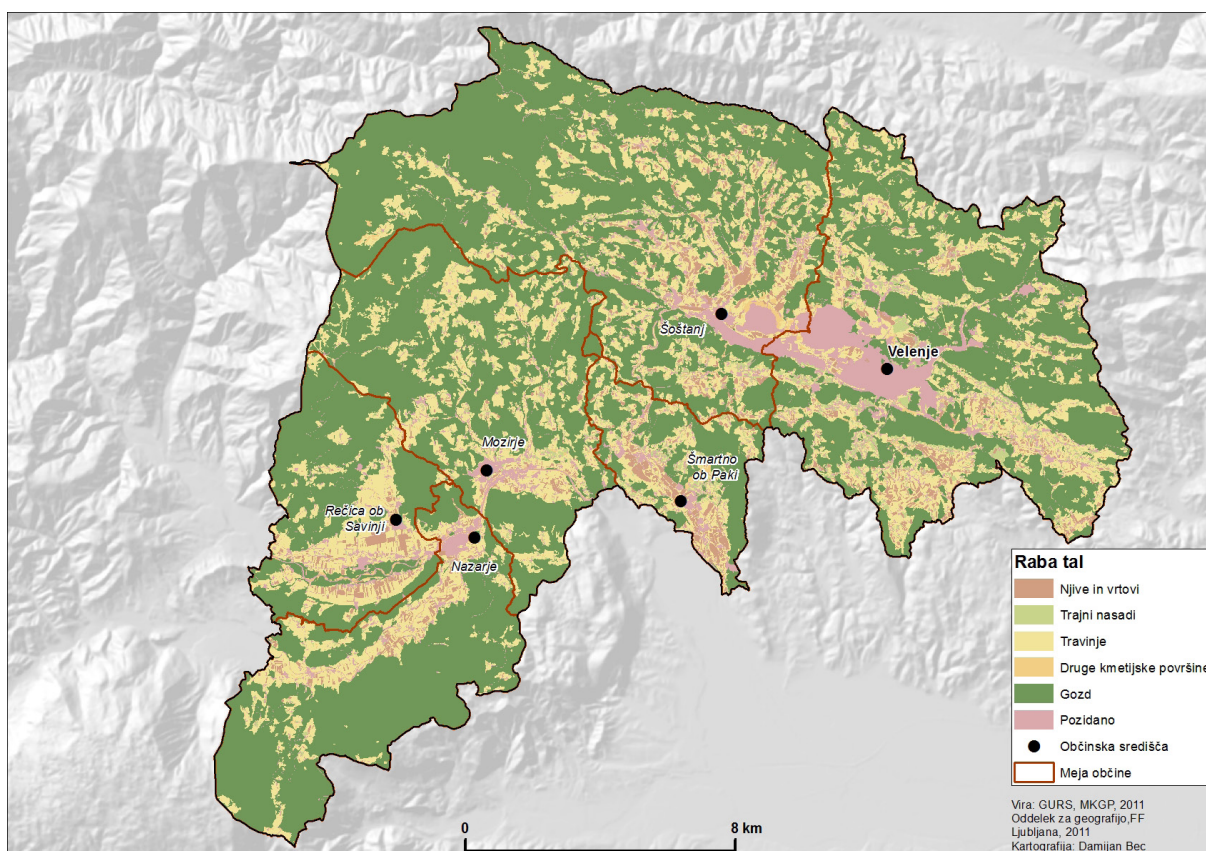 Šoštanj
Velenje
Mozirje
Šmartno
ob Paki
Rečica ob
Savinji
Nazarje
Raba tal
Njive in vrtovi
Trajni nasadi
Travinje
Druge kmetijske površine
Gozd
Pozidano
Občinska središča
Meja občine
Vira: GURS, MKGP, 2011
Oddelek za geografijo,FF
Ljubljana, 2011
Kartografija: Damijan Bec
0 8 km